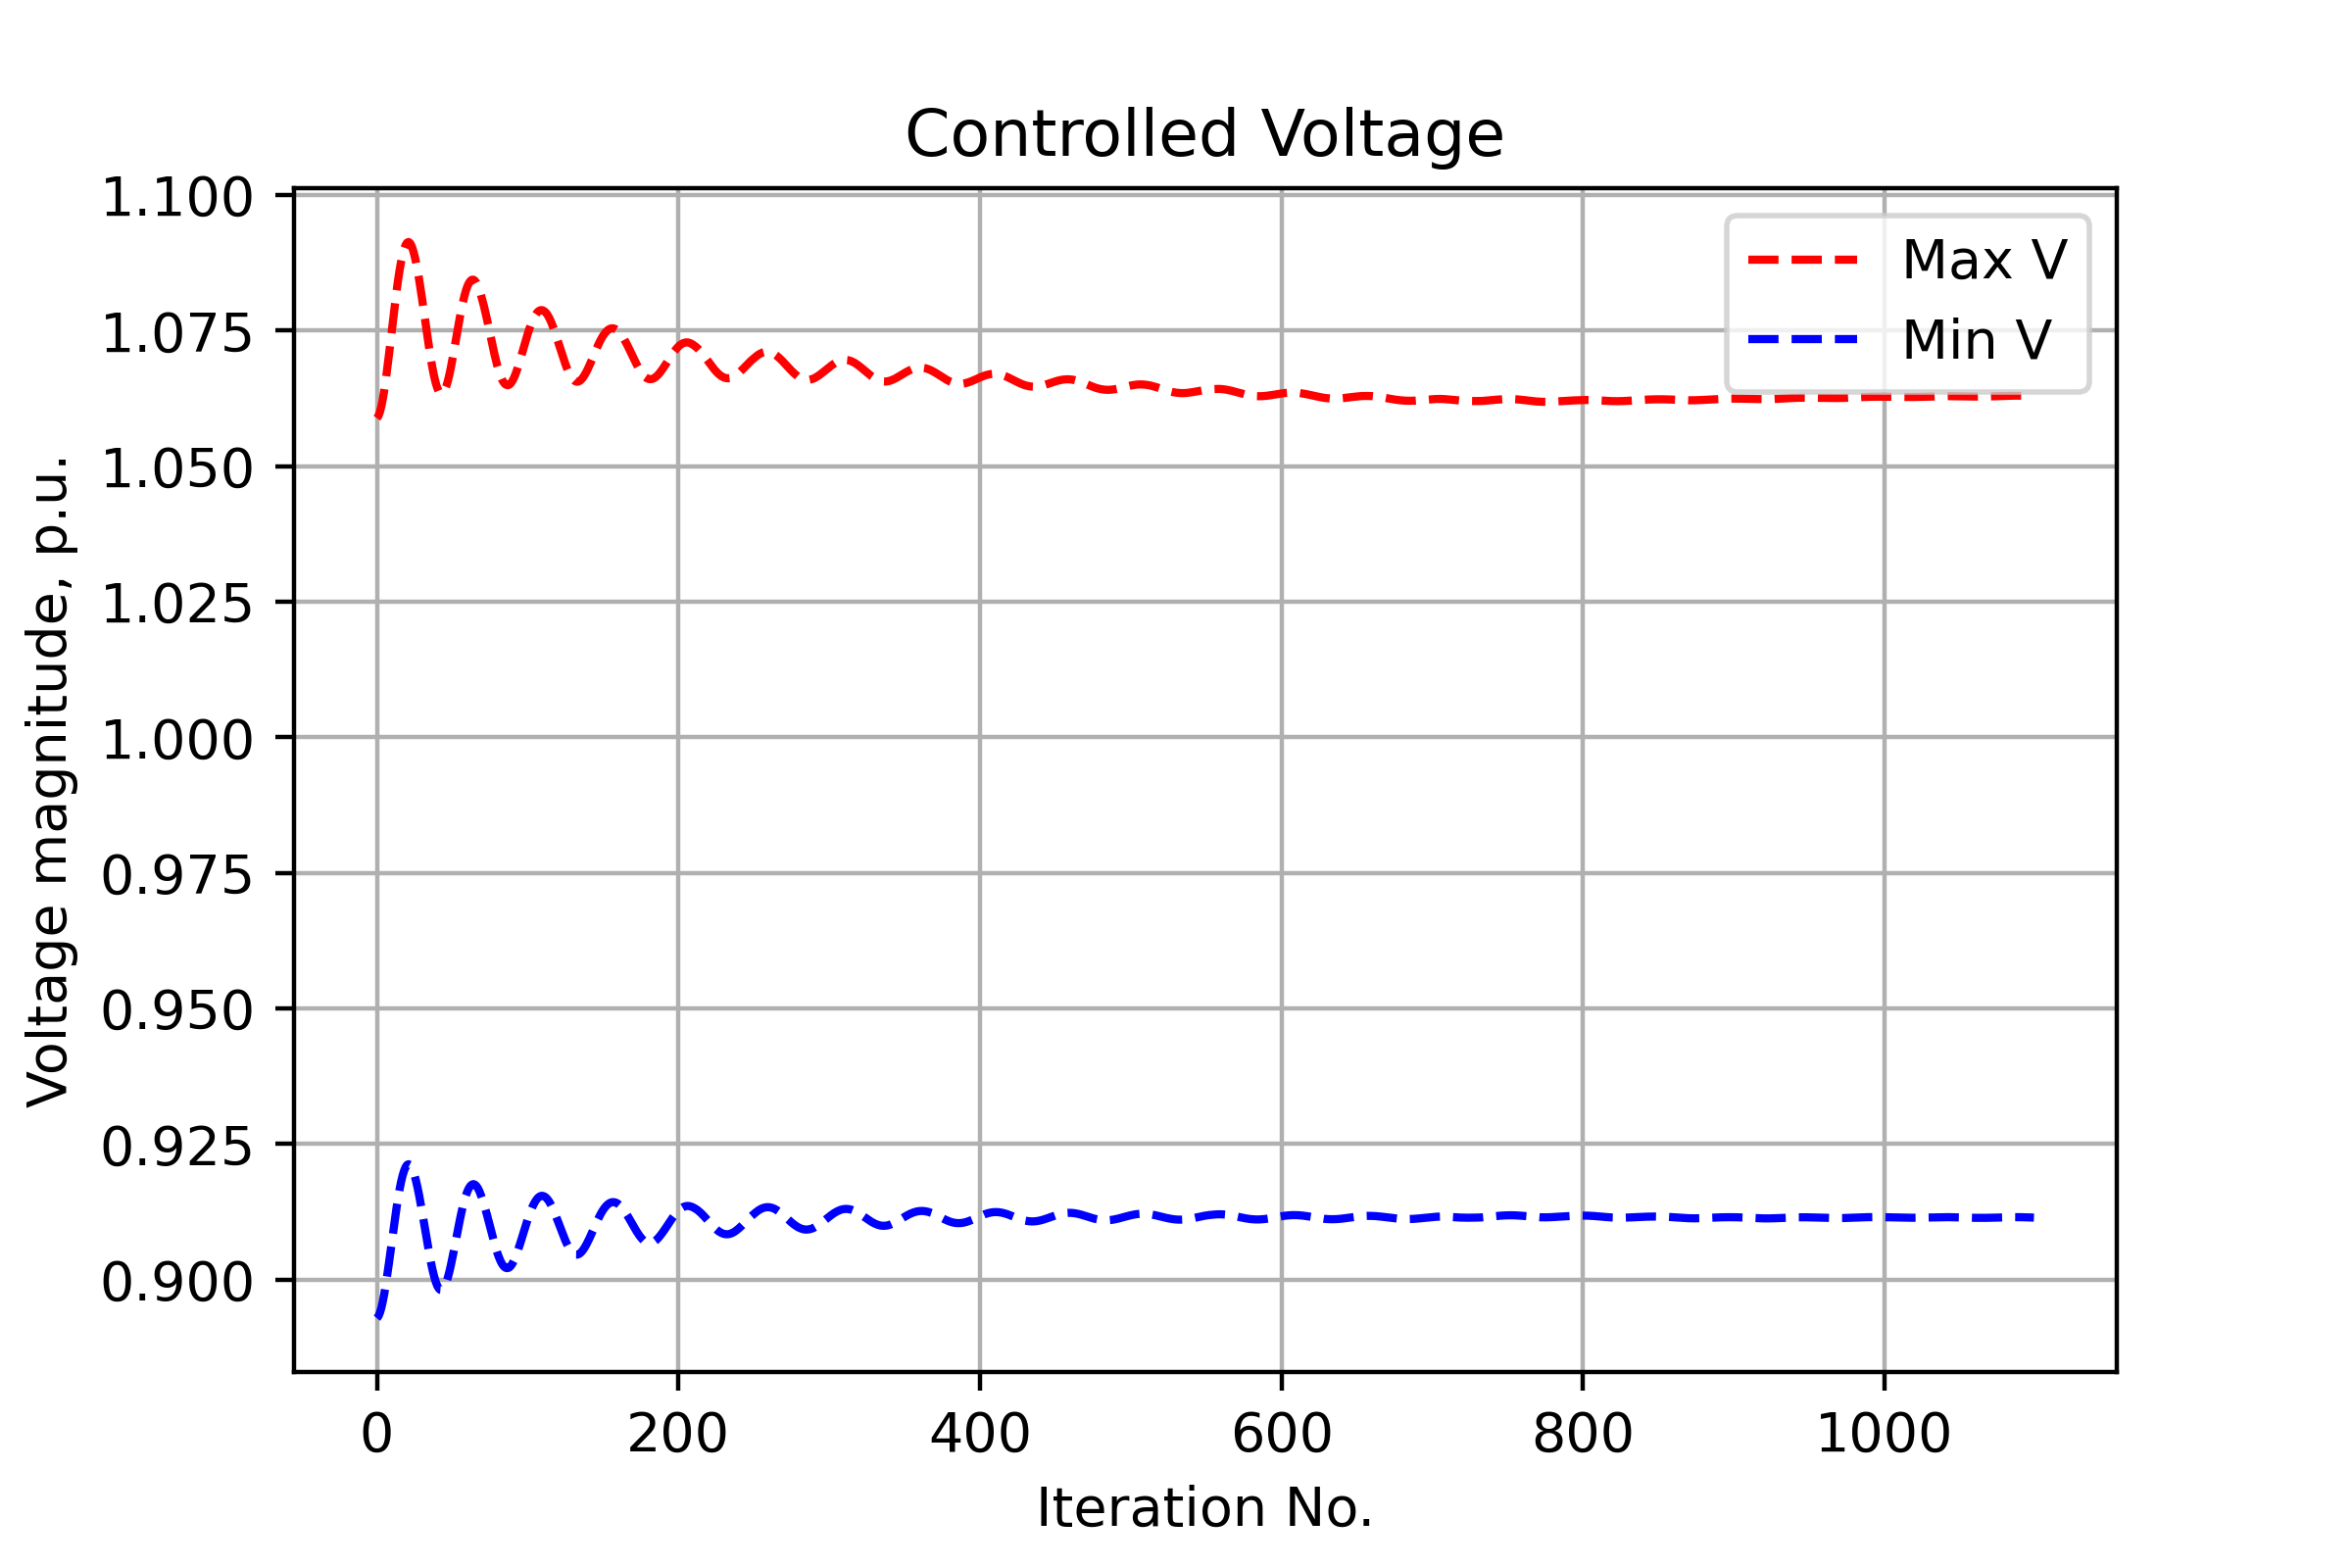 Controlled Voltage
Max V
Min V
1.100
1.075
1.050
1.025
1.000
0.975
0.950
0.925
0.900
Voltage magnitude, p.u.
0 200 400 600 800 1000
Iteration No.